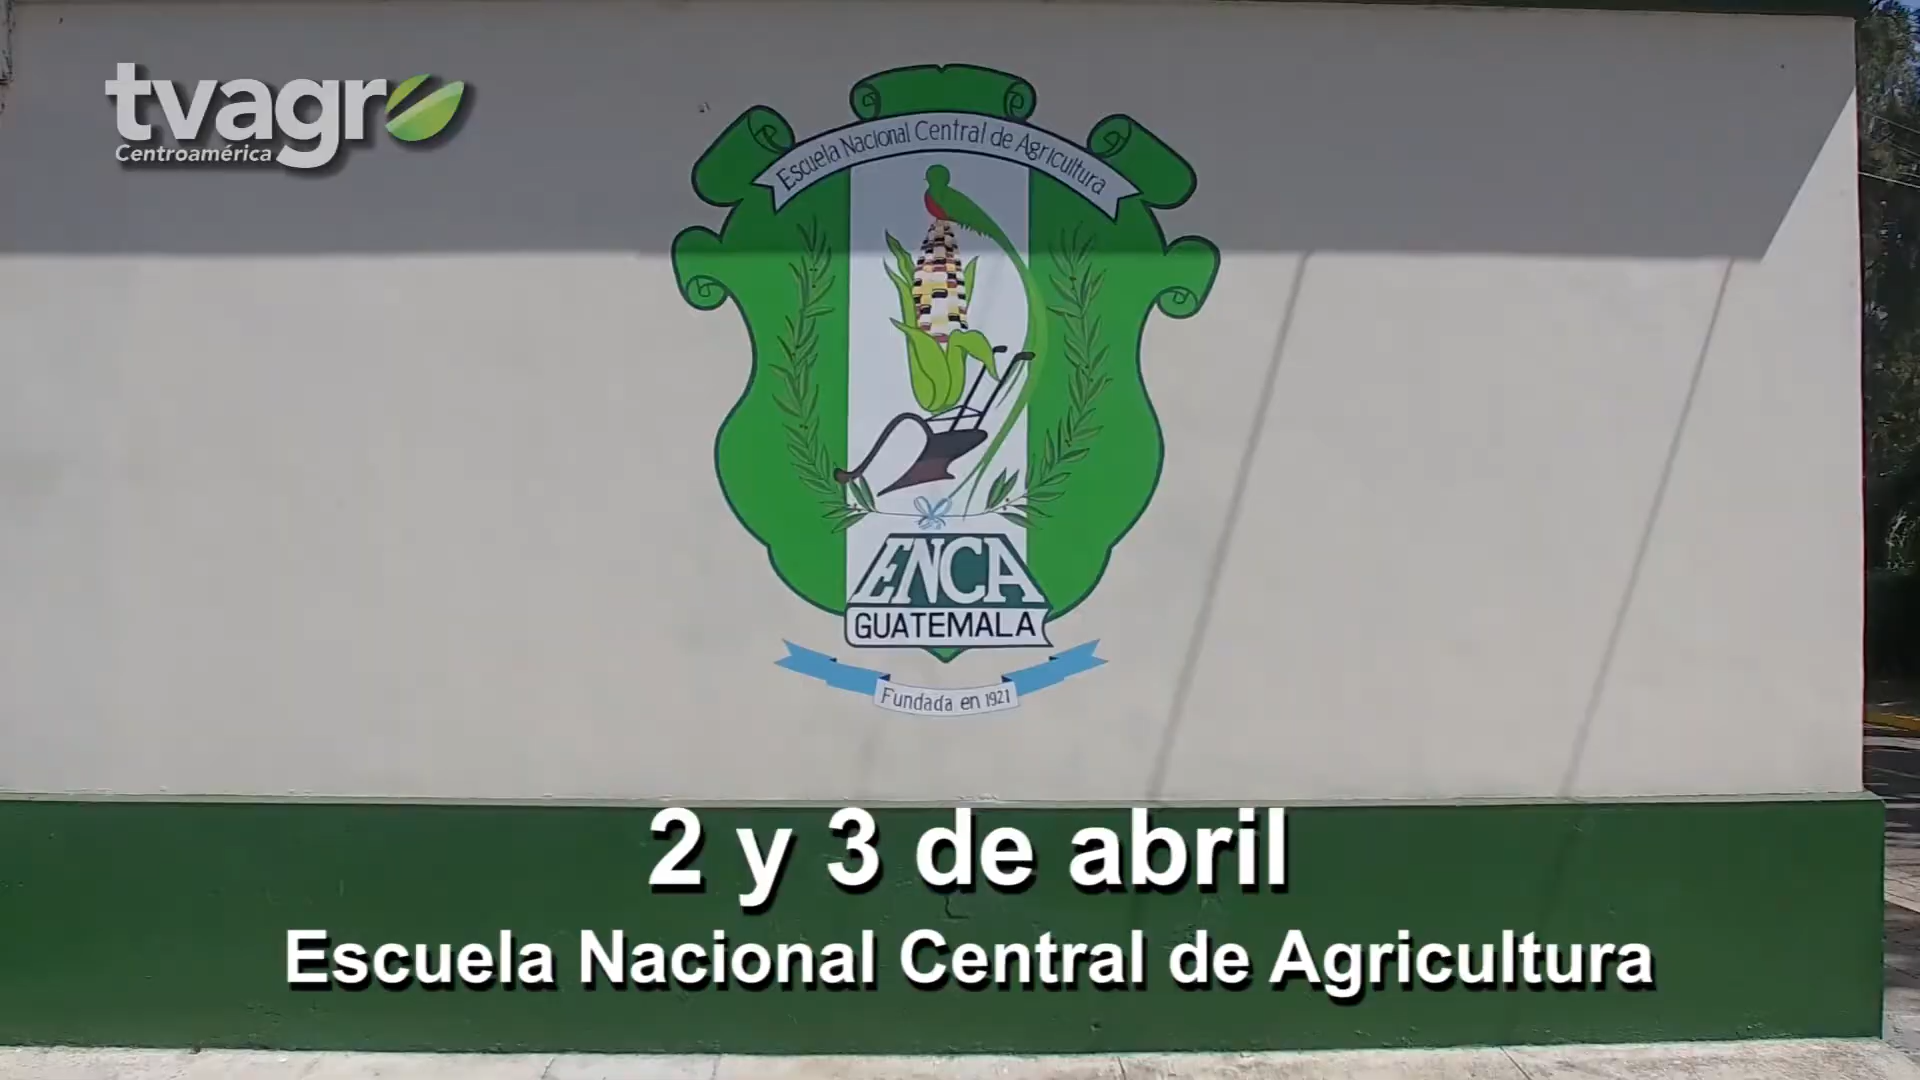 tvagro
Centroamérica
Escuela Nacional Central de Agricultura
ENCA
GUATEMALA
Fundada en 1921
2 y 3 de abril
Escuela Nacional Central de Agricultura